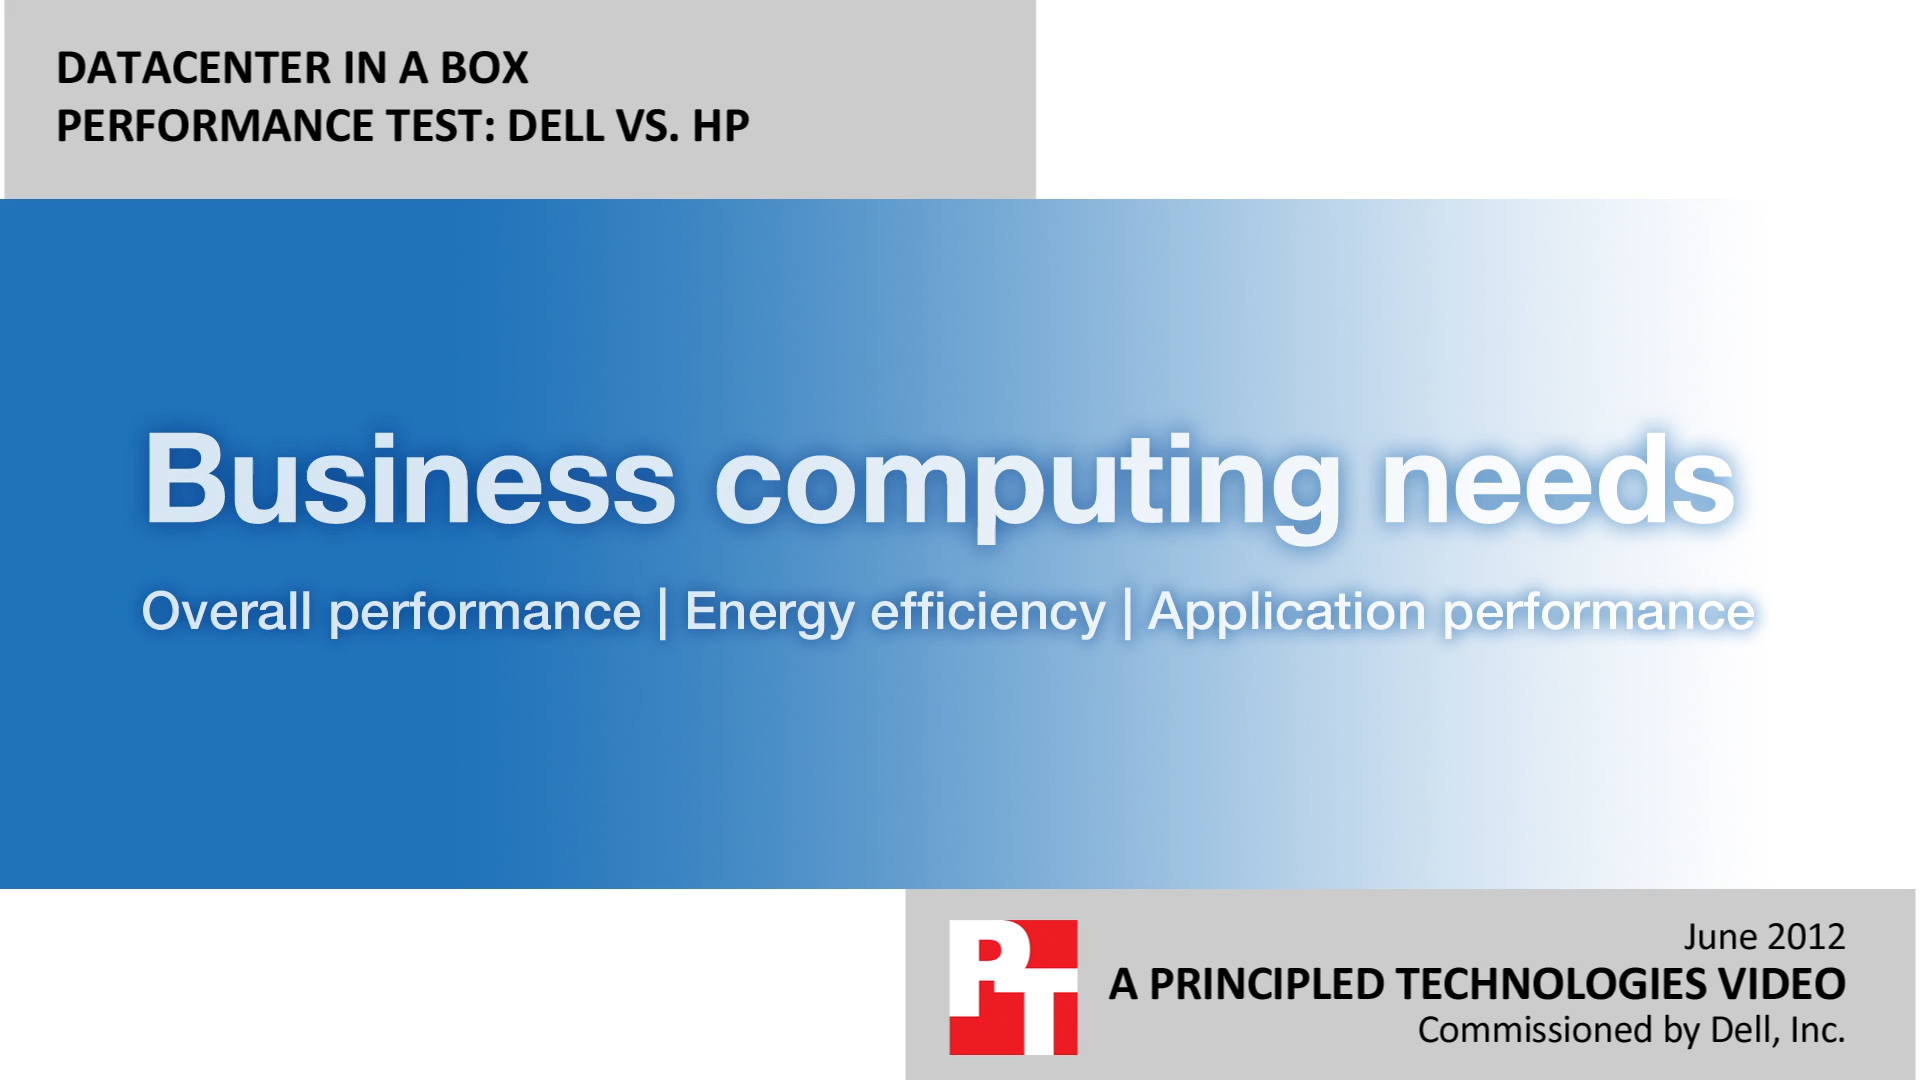 DATACENTER IN A BOX
PERFORMANCE TEST: DELL VS. HP
Business computing needs
Overall performance | Energy efficiency | Application performance
PT
June 2012
A PRINCIPLED TECHNOLOGIES VIDEO
Commissioned by Dell, Inc.